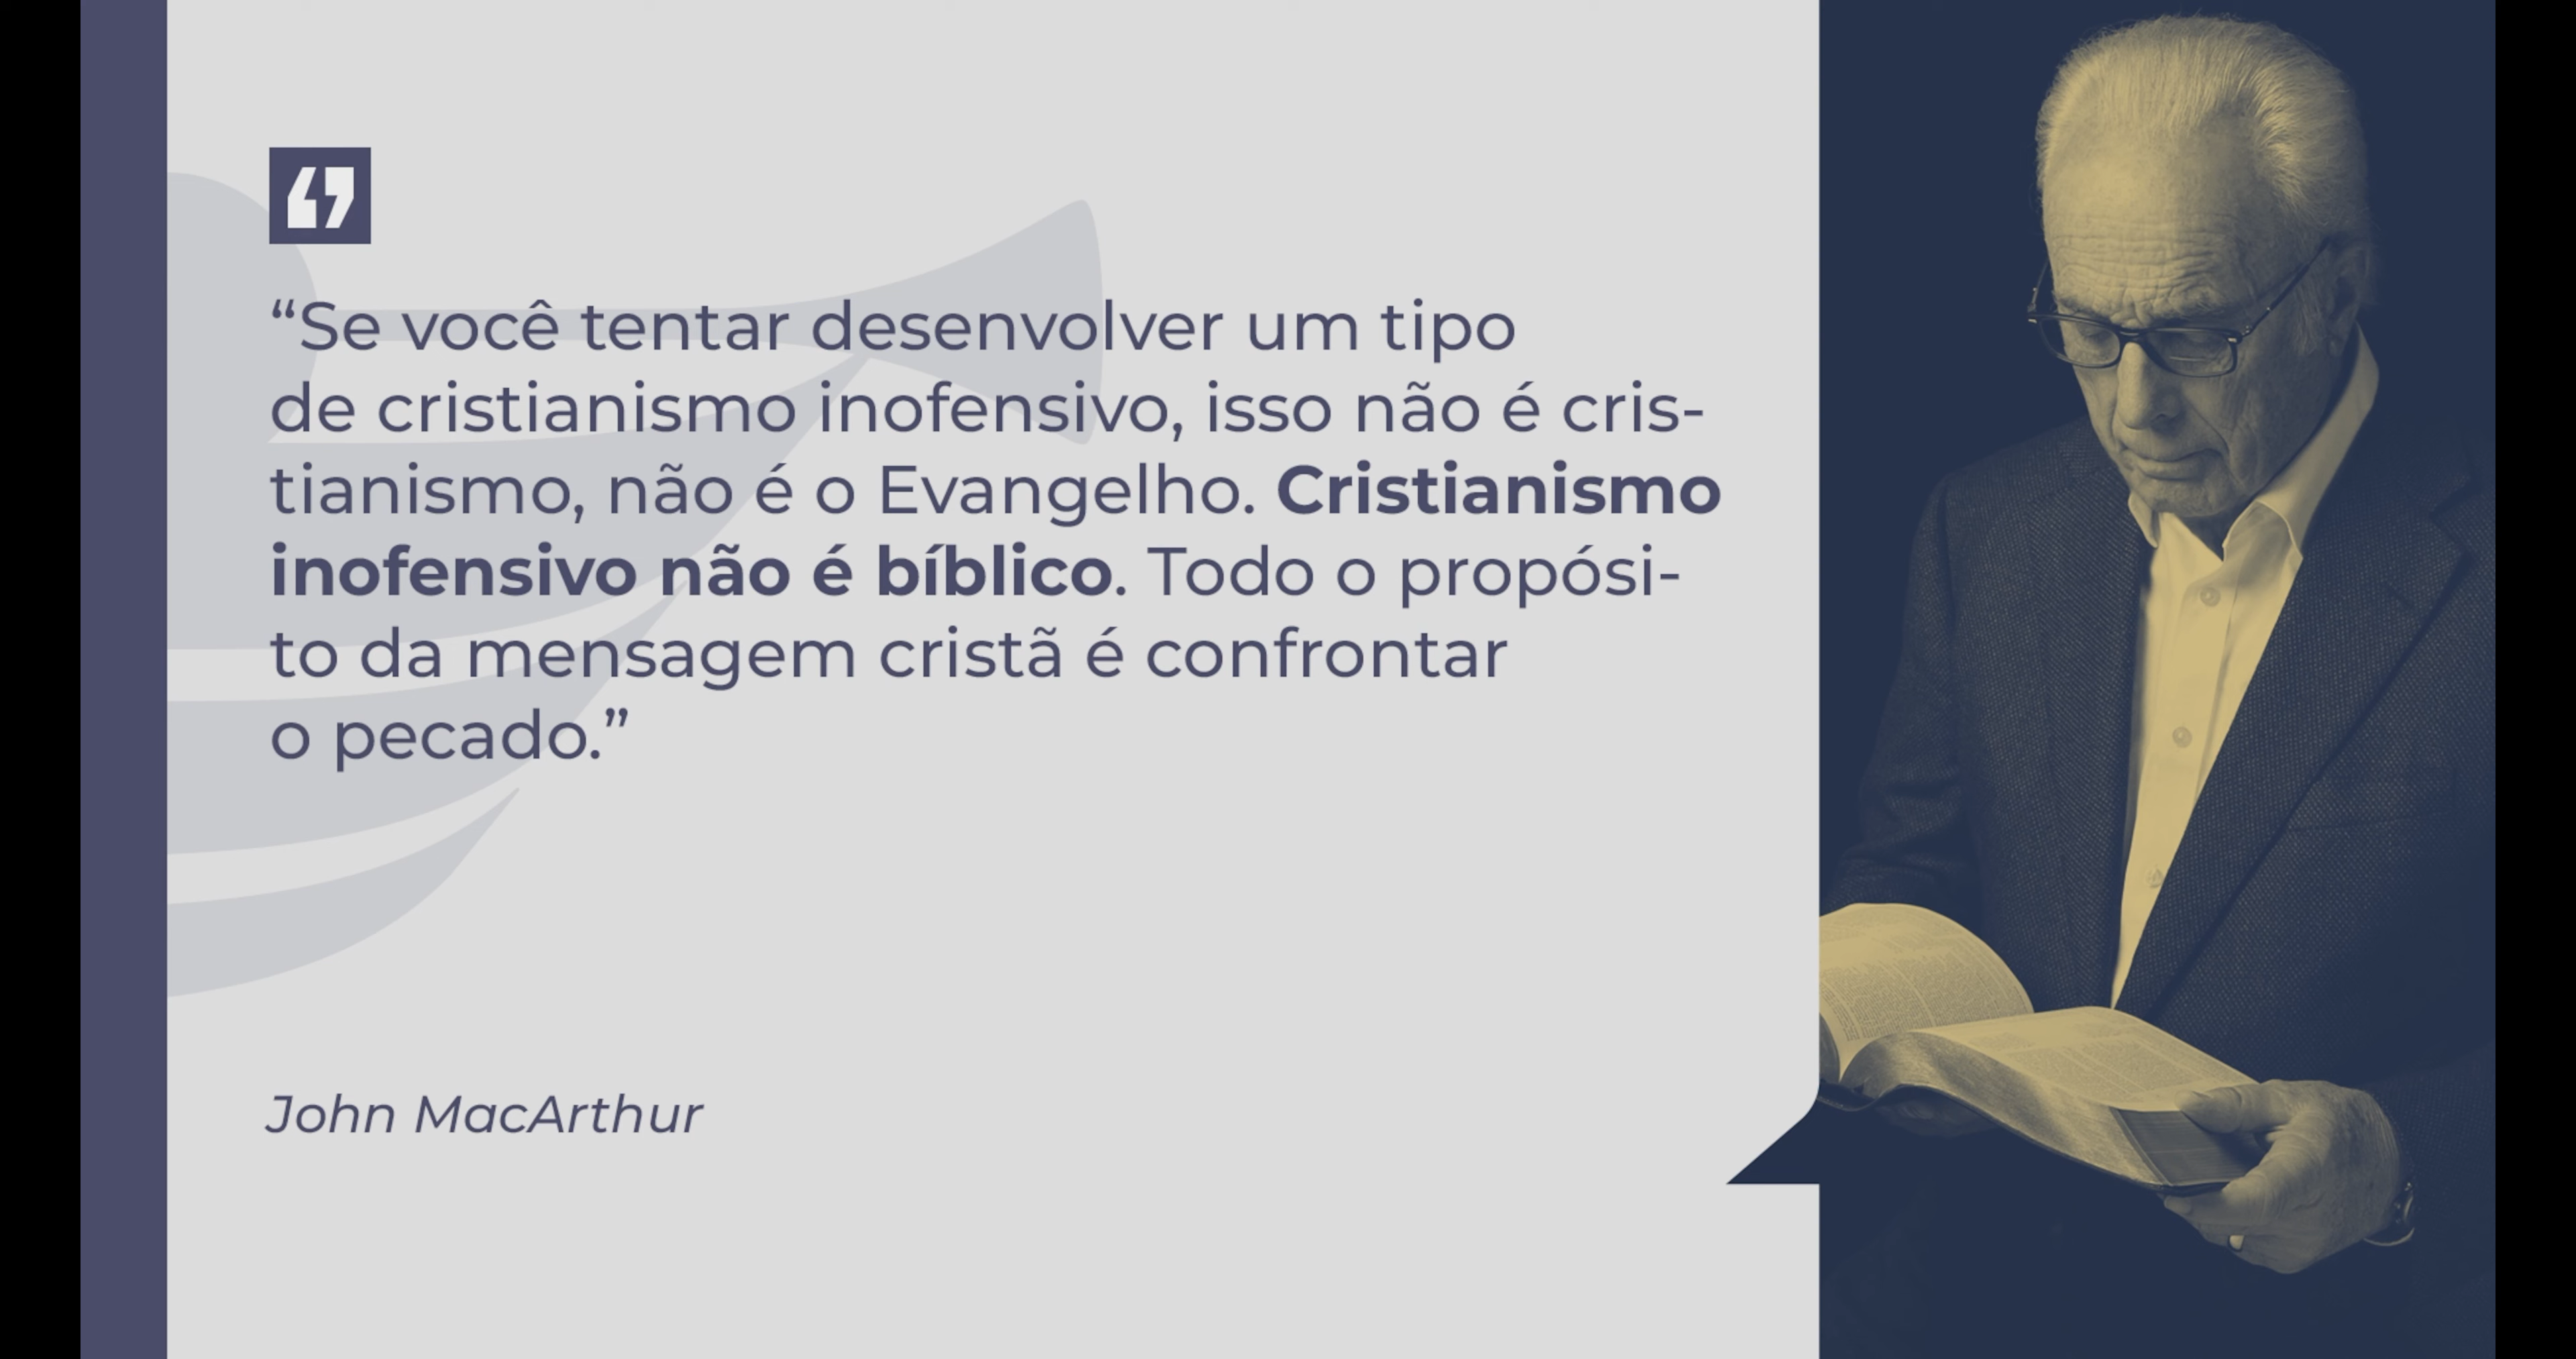 “Se você tentar desenvolver um tipo
de cristianismo inofensivo, isso não é cris-
tianismo, não é o Evangelho. Cristianismo
inofensivo não é bíblico. Todo o propósi-
to da mensagem cristã é confrontar
o pecado.”
John MacArthur